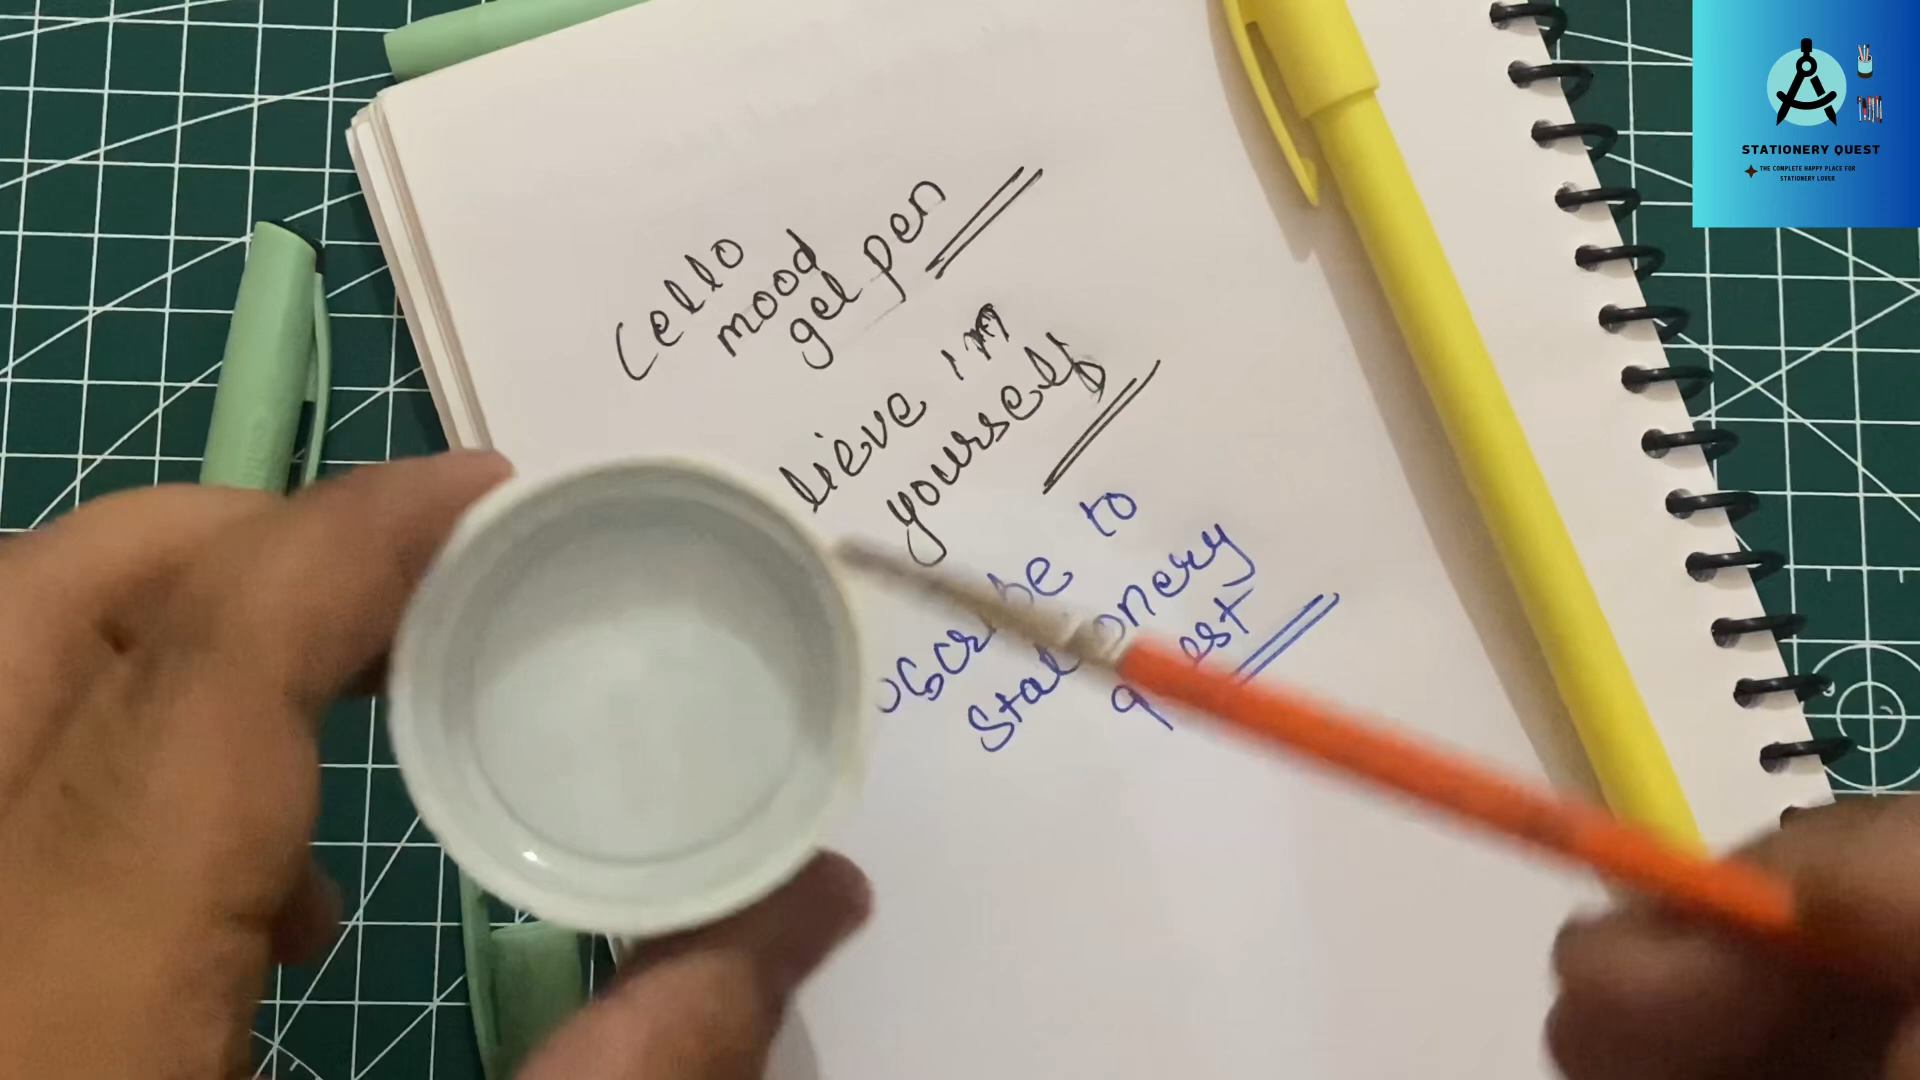 Cello
mood
gel pen
lieve in
yourself
to
Stationery
STATIONERY QUEST
THE COMPLETE HAPPY PLACE FOR
STATIONERY LOVER